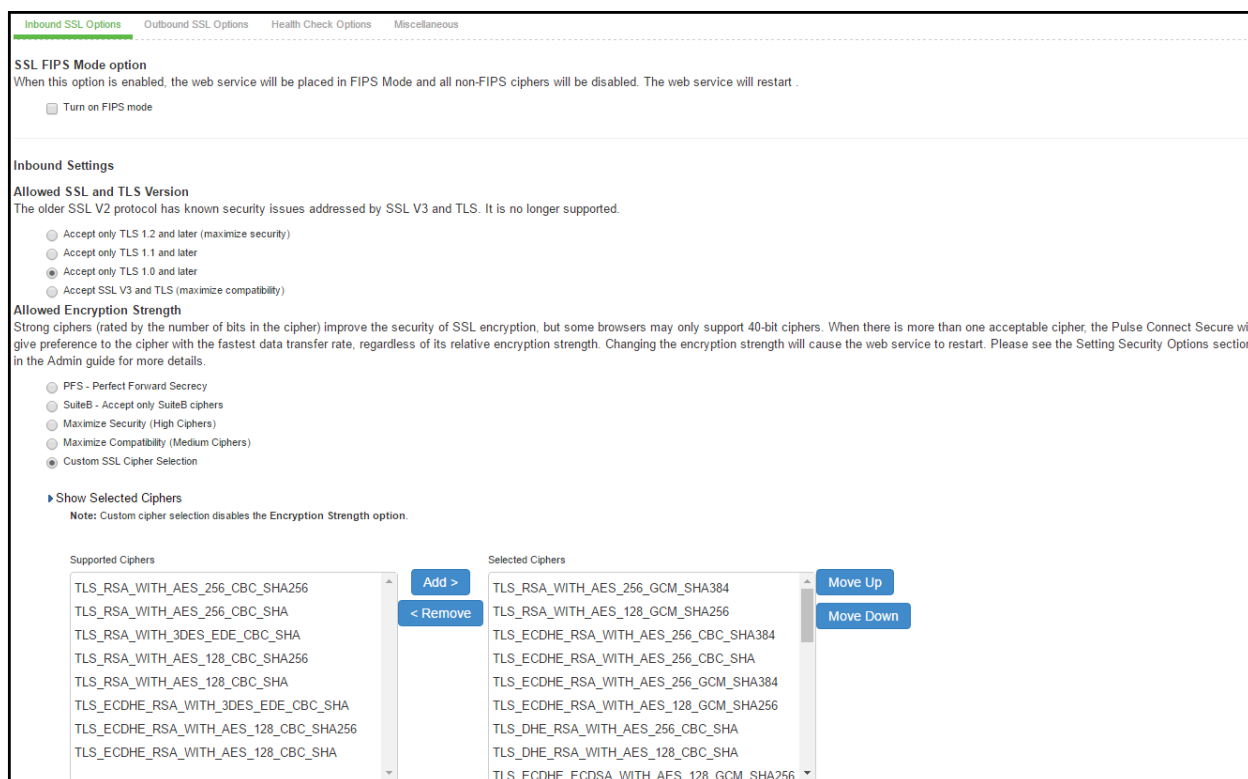 Inbound SSL Options Outbound SSL Options Health Check Options Miscellaneous
SSL FIPS Mode option
When this option is enabled, the web service will be placed in FIPS Mode and all non-FIPS ciphers will be disabled. The web service will restart .
Turn on FIPS mode
Inbound Settings
Allowed SSL and TLS Version
The older SSL V2 protocol has known security issues addressed by SSL V3 and TLS. It is no longer supported.
Accept only TLS 1.2 and later (maximize security)
Accept only TLS 1.1 and later
Accept only TLS 1.0 and later
Accept SSL V3 and TLS (maximize compatibility)
Allowed Encryption Strength
Strong ciphers (rated by the number of bits in the cipher) improve the security of SSL encryption, but some browsers may only support 40-bit ciphers. When there is more than one acceptable cipher, the Pulse Connect Secure wi
give preference to the cipher with the fastest data transfer rate, regardless of its relative encryption strength. Changing the encryption strength will cause the web service to restart. Please see the Setting Security Options section
in the Admin guide for more details.
PFS - Perfect Forward Secrecy
SuiteB - Accept only SuiteB ciphers
Maximize Security (High Ciphers)
Maximize Compatibility (Medium Ciphers)
Custom SSL Cipher Selection
Show Selected Ciphers
Note: Custom cipher selection disables the Encryption Strength option.
Supported Ciphers
TLS_RSA_WITH_AES_256_CBC_SHA256
TLS_RSA_WITH_AES_256_CBC_SHA
TLS_RSA_WITH_3DES_EDE_CBC_SHA
TLS_RSA_WITH_AES_128_CBC_SHA256
TLS_RSA_WITH_AES_128_CBC_SHA
TLS_ECDHE_RSA_WITH_3DES_EDE_CBC_SHA
TLS_ECDHE_RSA_WITH_AES_128_CBC_SHA256
TLS_ECDHE_RSA_WITH_AES_128_CBC_SHA
Add >
< Remove
Selected Ciphers
TLS_RSA_WITH_AES_256_GCM_SHA384
TLS_RSA_WITH_AES_128_GCM_SHA256
TLS_ECDHE_RSA_WITH_AES_256_CBC_SHA384
TLS_ECDHE_RSA_WITH_AES_256_CBC_SHA
TLS_ECDHE_RSA_WITH_AES_256_GCM_SHA384
TLS_ECDHE_RSA_WITH_AES_128_GCM_SHA256
TLS_DHE_RSA_WITH_AES_256_CBC_SHA
TLS_DHE_RSA_WITH_AES_128_CBC_SHA
TLS_ECDHE_ECDSA_WITH_AES_128_GCM_SHA256
Move Up
Move Down